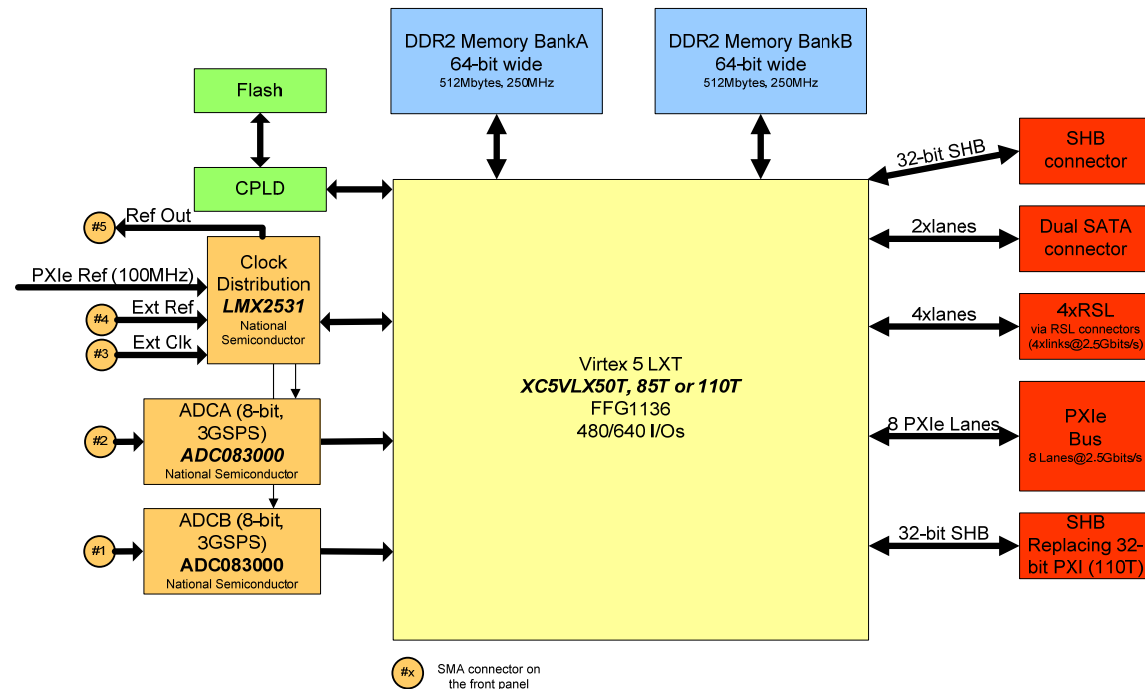 DDR2 Memory BankA
64-bit wide
512Mbytes, 250MHz
DDR2 Memory BankB
64-bit wide
512Mbytes, 250MHz
Flash
CPLD
#5
Ref Out
PXIe Ref (100MHz)
#4
Ext Ref
#3
Ext Clk
Clock
Distribution
LMX2531
National
Semiconductor
#2
ADCA (8-bit,
3GSPS)
ADC083000
National Semiconductor
#1
ADCB (8-bit,
3GSPS)
ADC083000
National Semiconductor
Virtex 5 LXT
XC5VLX50T, 85T or 110T
FFG1136
480/640 I/Os
32-bit SHB
SHB
connector
2xlanes
Dual SATA
connector
4xlanes
4xRSL
via RSL connectors
(4xlinks@2.5Gbits/s)
8 PXIe Lanes
PXIe
Bus
8 Lanes@2.5Gbits/s
32-bit SHB
SHB
Replacing 32-
bit PXI (110T)
#x
SMA connector on
the front panel